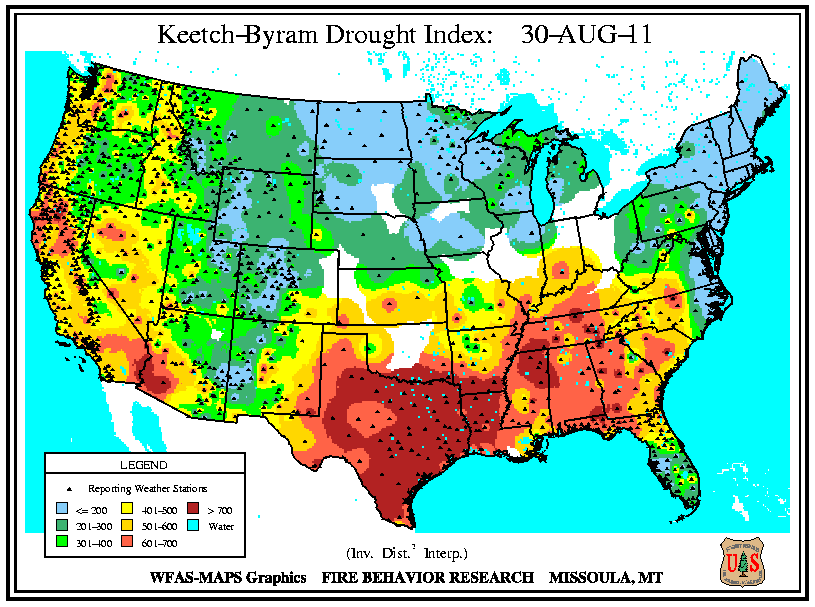 Keetch-Byram Drought Index: 30-AUG-11
LEGEND
Reporting Weather Stations
<= 200 401-500 > 700
201-300 501-600 Water
301-400 601-700
(Inv. Dist.² Interp.)
WFAS-MAPS Graphics FIRE BEHAVIOR RESEARCH MISSOULA, MT
U S